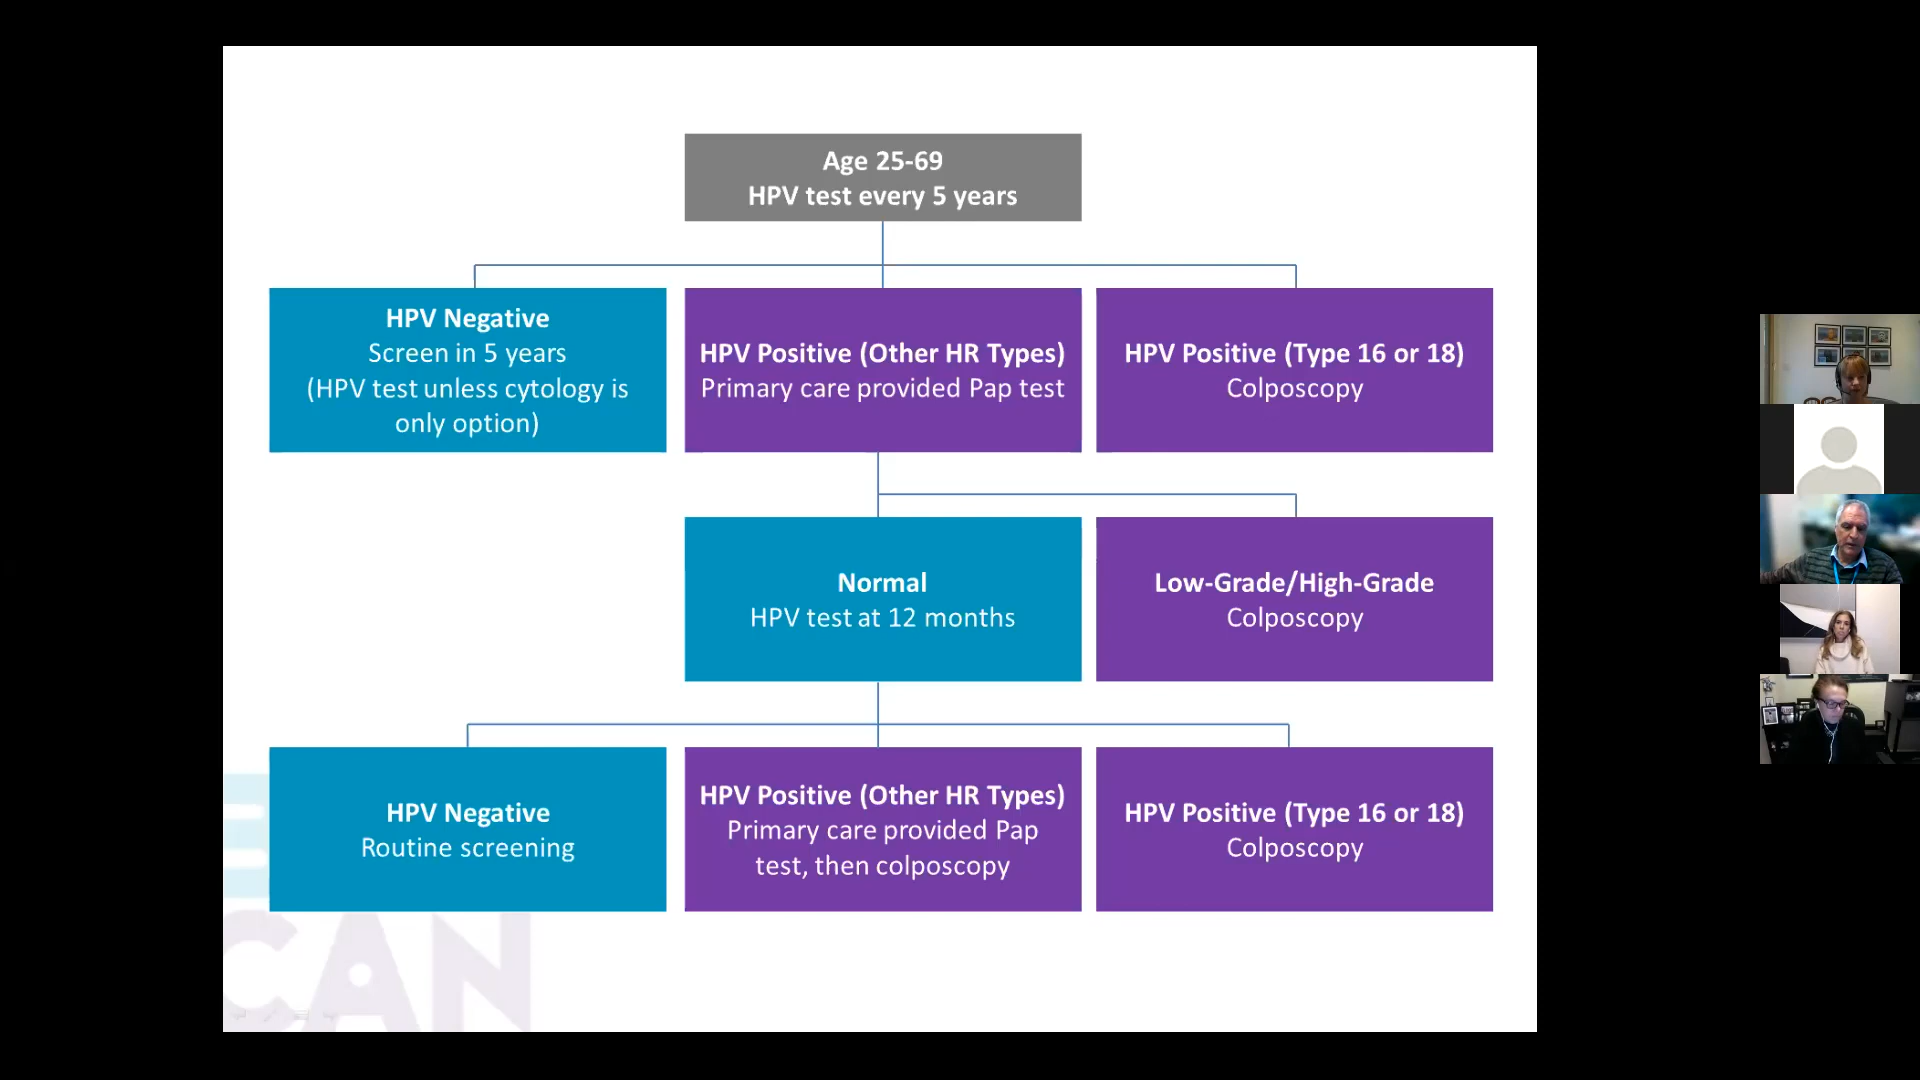 Age 25-69
HPV test every 5 years
HPV Negative
Screen in 5 years
(HPV test unless cytology is
only option)
HPV Positive (Other HR Types)
Primary care provided Pap test
HPV Positive (Type 16 or 18)
Colposcopy
Normal
HPV test at 12 months
Low-Grade/High-Grade
Colposcopy
HPV Negative
Routine screening
HPV Positive (Other HR Types)
Primary care provided Pap
test, then colposcopy
HPV Positive (Type 16 or 18)
Colposcopy
CAN